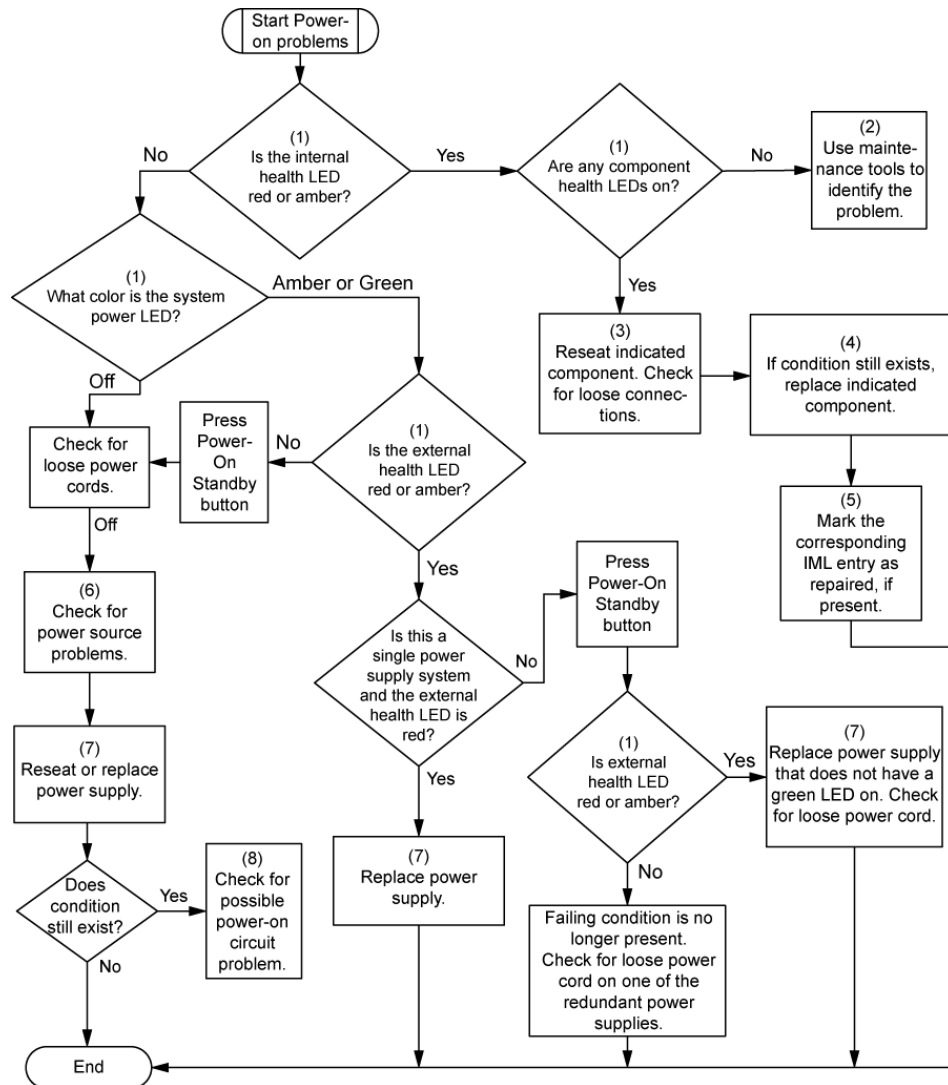 Start Power-
on problems
(1)
Is the internal
health LED
red or amber?
No
Yes
(1)
Are any component
health LEDs on?
No
(2)
Use mainte-
nance tools to
identify the
problem.
(1)
What color is the system
power LED?
Amber or Green
Off
Yes
(3)
Reseat indicated
component. Check
for loose connec-
tions.
(4)
If condition still exists,
replace indicated
component.
Check for
loose power
cords.
Press
Power-
On
Standby
button
No
(1)
Is the external
health LED
red or amber?
(5)
Mark the
corresponding
IML entry as
repaired, if
present.
Off
Yes
(6)
Check for
power source
problems.
Is this a
single power
supply system
and the external
health LED is
red?
No
Press
Power-On
Standby
button
(7)
Reseat or replace
power supply.
Yes
(1)
Is external
health LED
red or amber?
Yes
(7)
Replace power supply
that does not have a
green LED on. Check
for loose power cord.
Does
condition
still exist?
Yes
(8)
Check for
possible
power-on
circuit
problem.
(7)
Replace power
supply.
No
Failing condition is no
longer present.
Check for loose power
cord on one of the
redundant power
supplies.
No
End